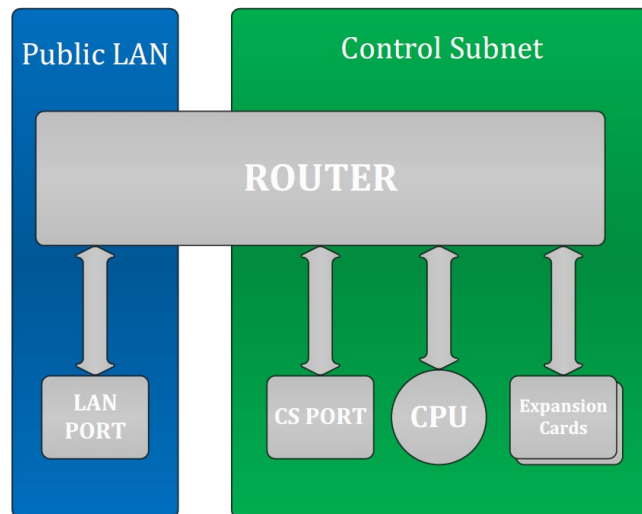 Public LAN
Control Subnet
ROUTER
LAN
PORT
CS PORT
CPU
Expansion
Cards